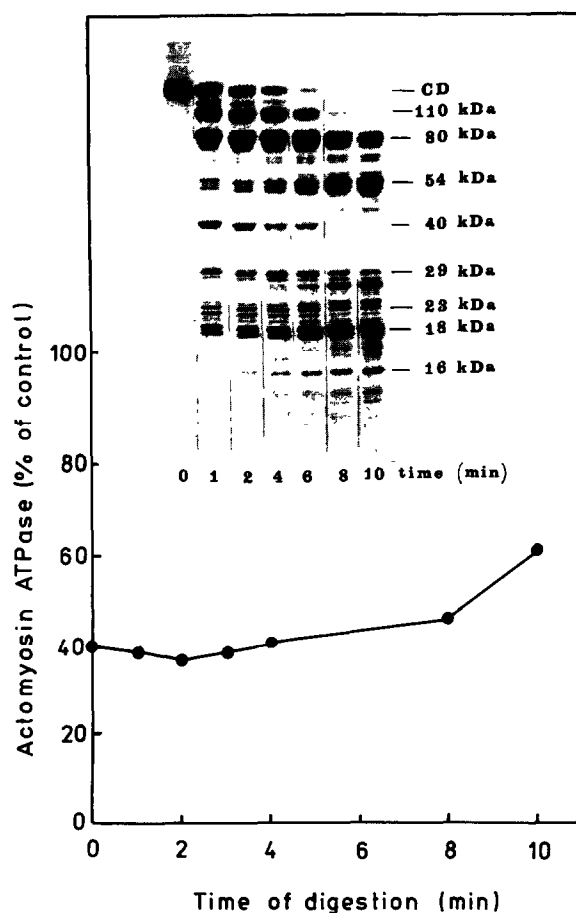 CD
110 kDa
80 kDa
54 kDa
40 kDa
29 kDa
23 kDa
18 kDa
16 kDa
0 1 2 4 6 8 10 time (min)
100
80
60
40
20
0
Actomyosin ATPase (% of control)
0 2 4 6 8 10
Time of digestion (min)